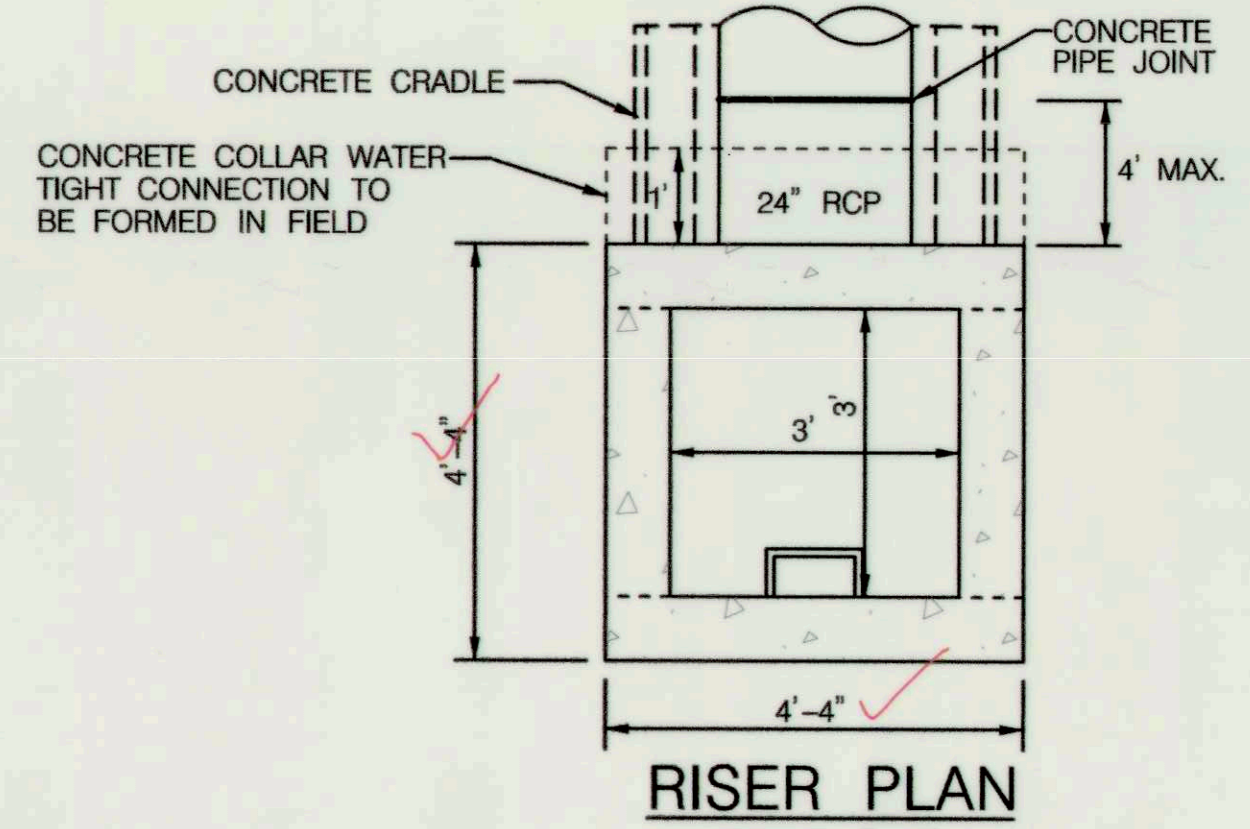 CONCRETE
PIPE JOINT
CONCRETE CRADLE
CONCRETE COLLAR WATER
TIGHT CONNECTION TO
BE FORMED IN FIELD
4' MAX.
1'
24" RCP
3'
3'
4'-4"
4'-4"
RISER PLAN